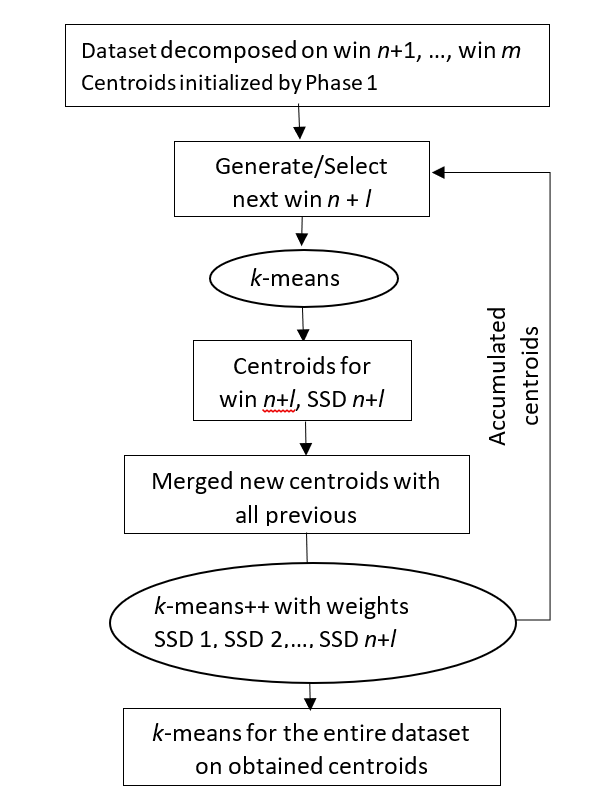 Dataset decomposed on win n+1, ..., win m
Centroids initialized by Phase 1
Generate/Select
next win n + l
k-means
Centroids for
win n+l, SSD n+l
Accumulated
centroids
Merged new centroids with
all previous
k-means++ with weights
SSD 1, SSD 2,..., SSD n+l
k-means for the entire dataset
on obtained centroids